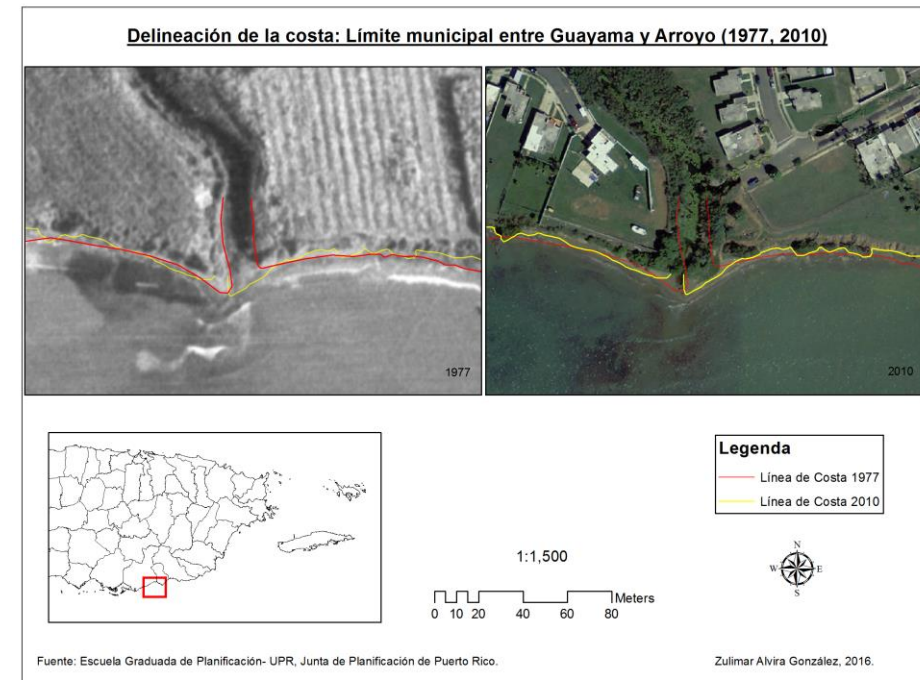 Delineación de la costa: Límite municipal entre Guayama y Arroyo (1977, 2010)
1977
2010
Legenda
Línea de Costa 1977
Línea de Costa 2010
1:1,500
Meters
0 10 20 40 60 80
N
W E
S
Fuente: Escuela Graduada de Planificación- UPR, Junta de Planificación de Puerto Rico.
Zulimar Alvira González, 2016.